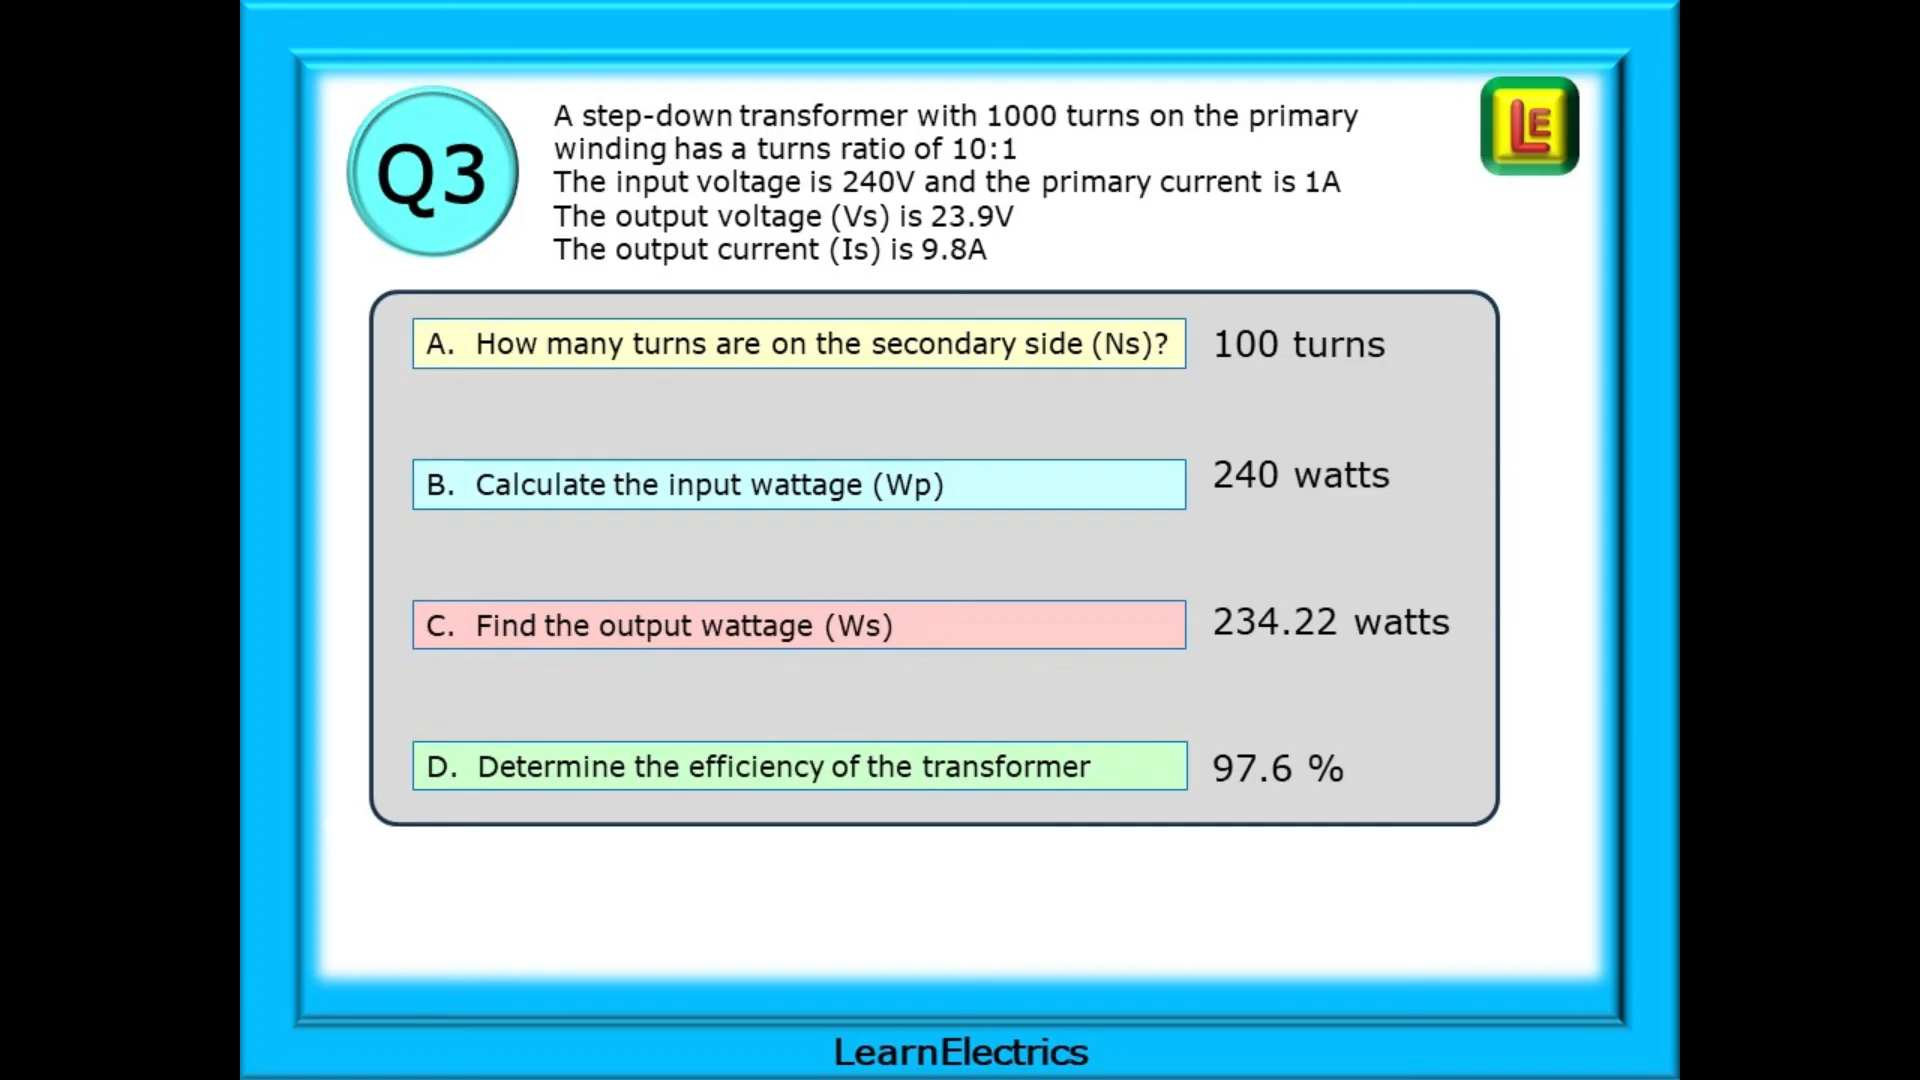 Q3
A step-down transformer with 1000 turns on the primary
winding has a turns ratio of 10:1
The input voltage is 240V and the primary current is 1A
The output voltage (Vs) is 23.9V
The output current (Is) is 9.8A
LE
A. How many turns are on the secondary side (Ns)? 100 turns
B. Calculate the input wattage (Wp) 240 watts
C. Find the output wattage (Ws) 234.22 watts
D. Determine the efficiency of the transformer 97.6 %
LearnElectrics